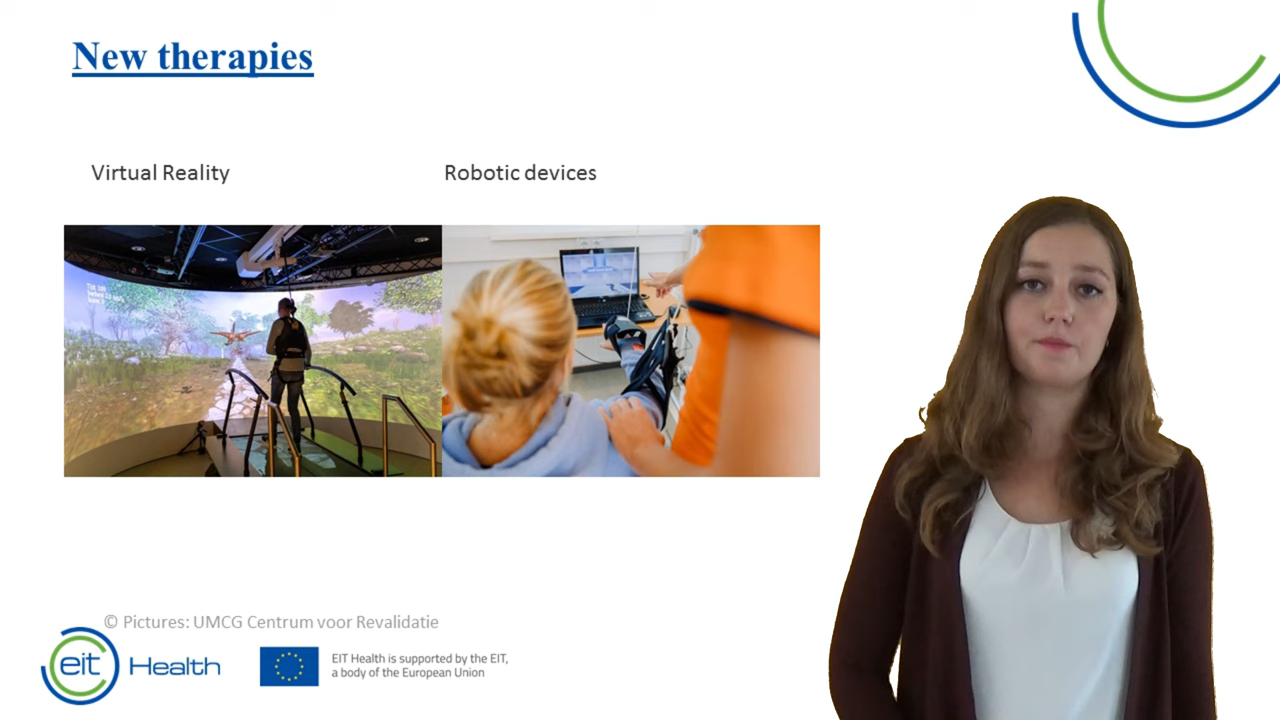 New therapies
Virtual Reality
Robotic devices
© Pictures: UMCG Centrum voor Revalidatie
eit Health
EIT Health is supported by the EIT,
a body of the European Union